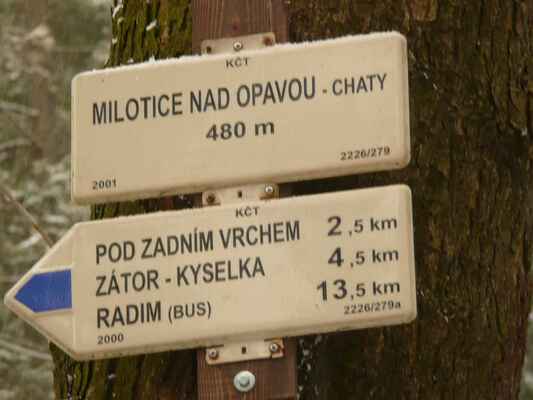 KČT
MILOTICE NAD OPAVOU - CHATY
480 m
2001 2226/279
KČT
POD ZADNÍM VRCHEM 2,5 km
ZÁTOR - KYSELKA 4,5 km
RADIM (BUS) 13,5 km
2000 2226/279a